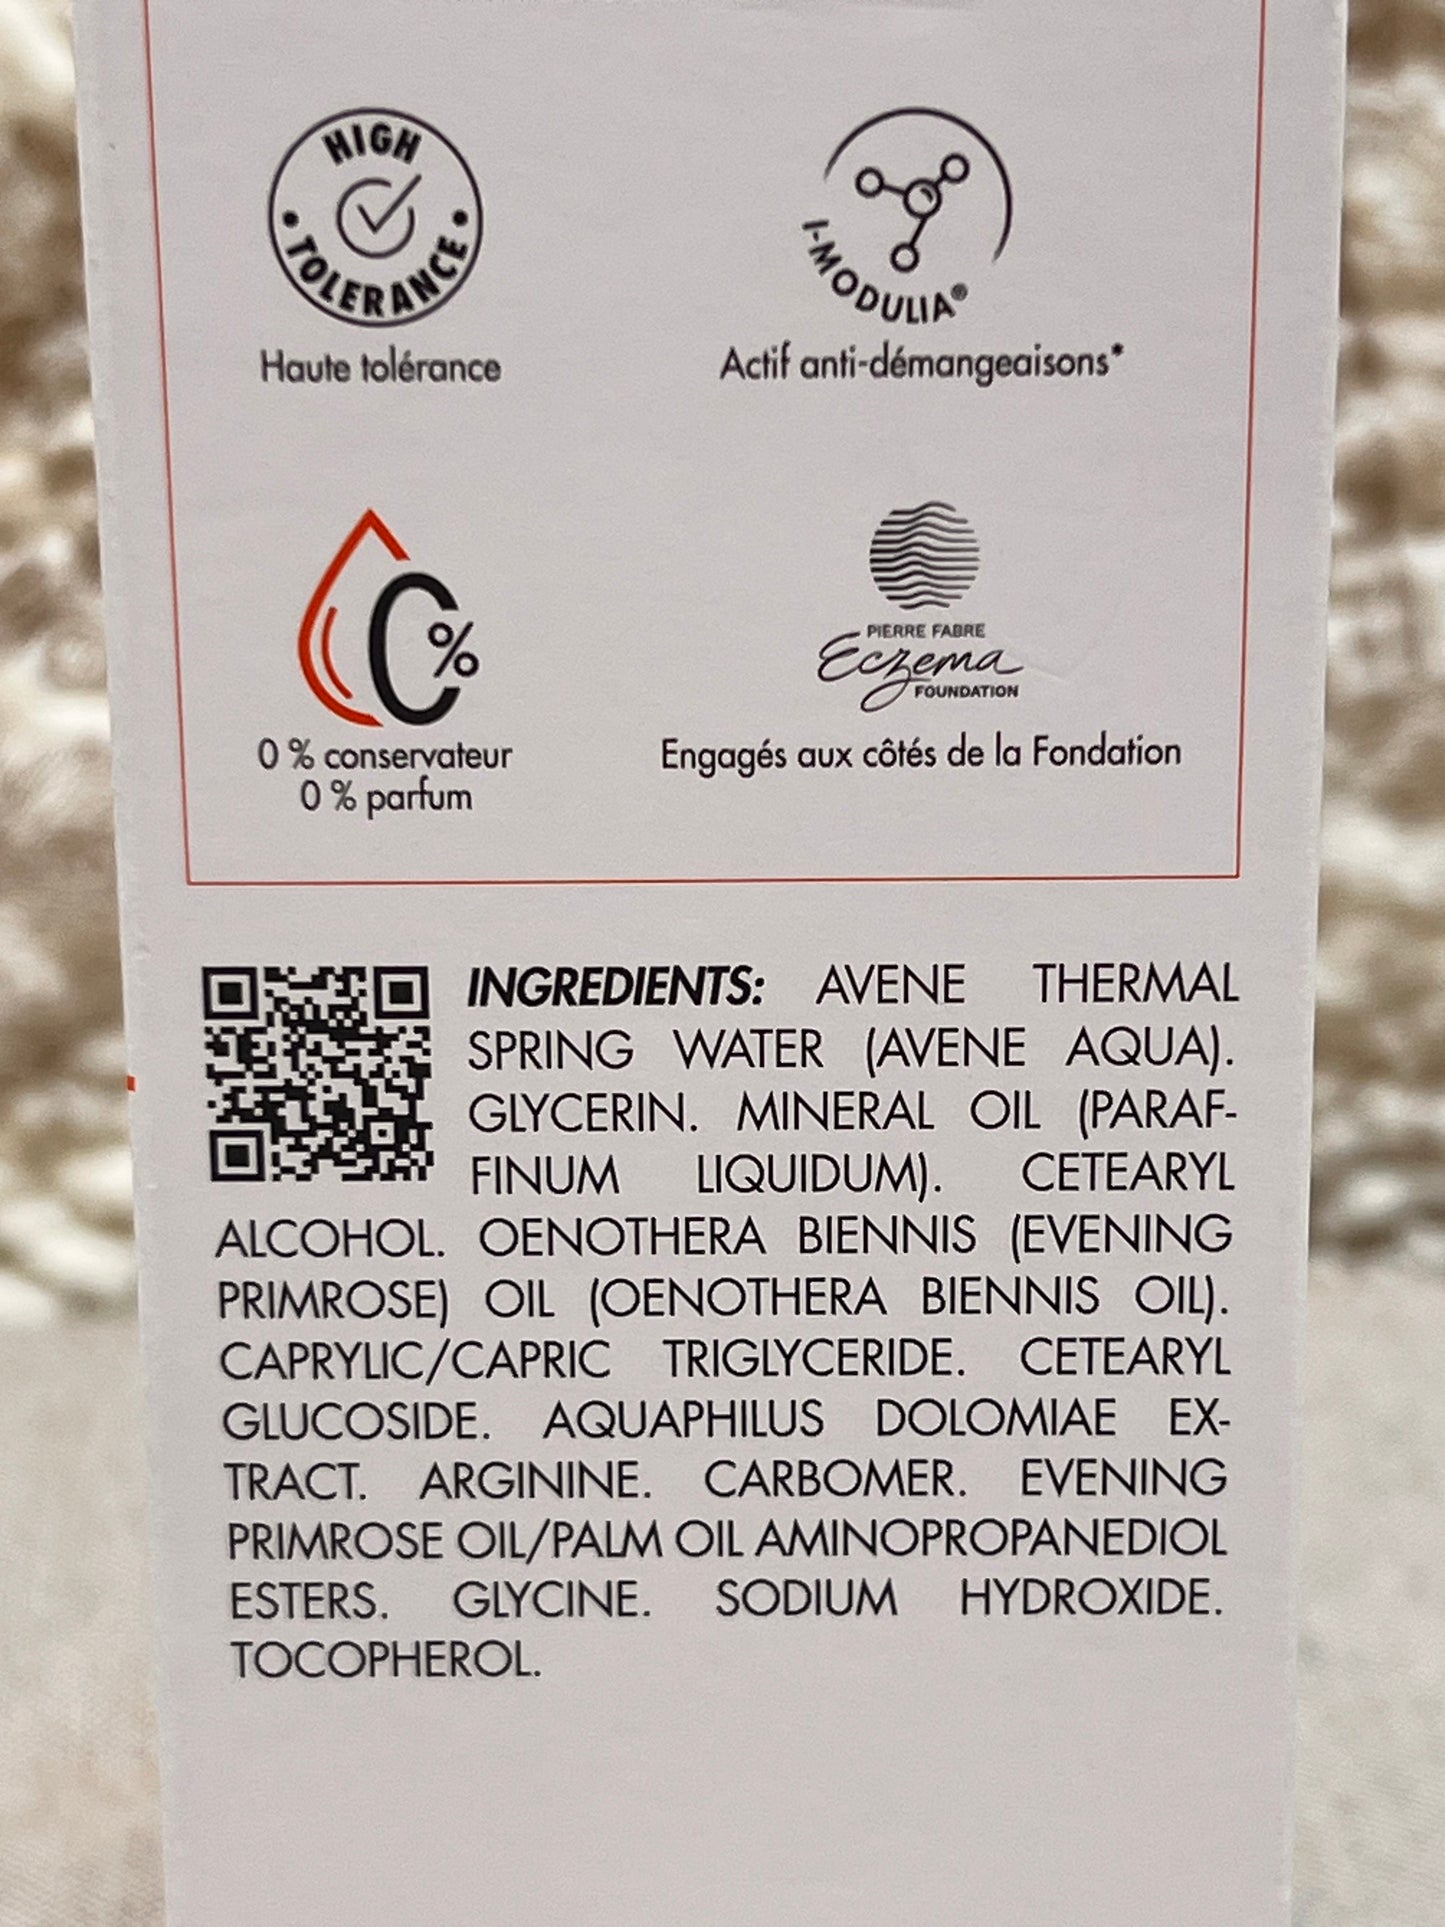 HIGH
TOLERANCE
Haute tolérance
I-MODULIA®
Actif anti-démangeaisons*
0%
0 % conservateur
0 % parfum
PIERRE FABRE
Eczema
FOUNDATION
Engagés aux côtés de la Fondation
INGREDIENTS: AVENE THERMAL
SPRING WATER (AVENE AQUA).
GLYCERIN. MINERAL OIL (PARAF-
FINUM LIQUIDUM). CETEARYL
ALCOHOL. OENOTHERA BIENNIS (EVENING
PRIMROSE) OIL (OENOTHERA BIENNIS OIL).
CAPRYLIC/CAPRIC TRIGLYCERIDE. CETEARYL
GLUCOSIDE. AQUAPHILUS DOLOMIAE EX-
TRACT. ARGININE. CARBOMER. EVENING
PRIMROSE OIL/PALM OIL AMINOPROPANEDIOL
ESTERS. GLYCINE. SODIUM HYDROXIDE.
TOCOPHEROL.